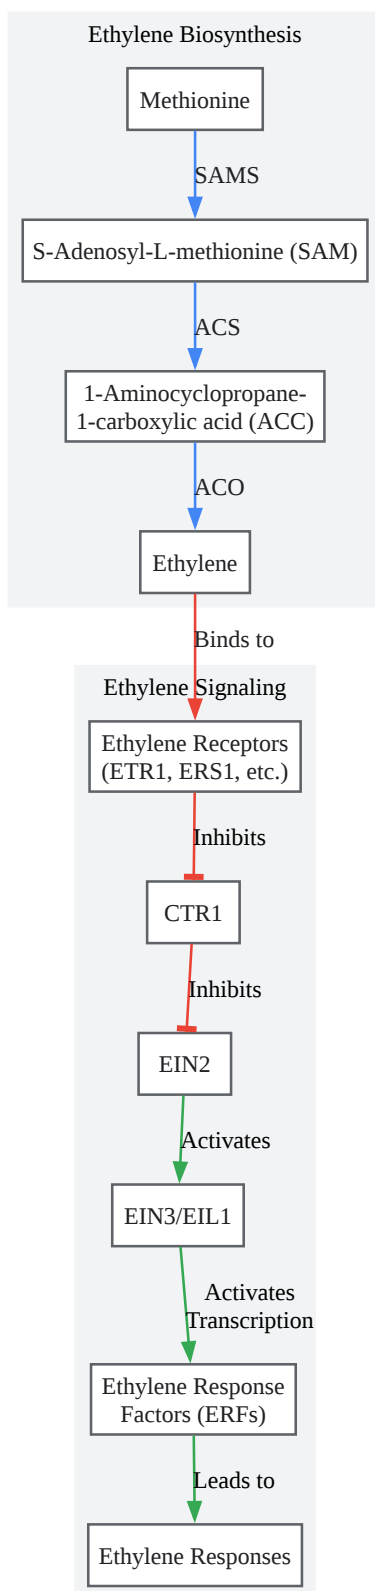 Ethylene Biosynthesis
Methionine
SAMS
S-Adenosyl-L-methionine (SAM)
ACS
1-Aminocyclopropane-
1-carboxylic acid (ACC)
ACO
Ethylene
Binds to
Ethylene Signaling
Ethylene Receptors
(ETR1, ERS1, etc.)
Inhibits
CTR1
Inhibits
EIN2
Activates
EIN3/EIL1
Activates
Transcription
Ethylene Response
Factors (ERFs)
Leads to
Ethylene Responses